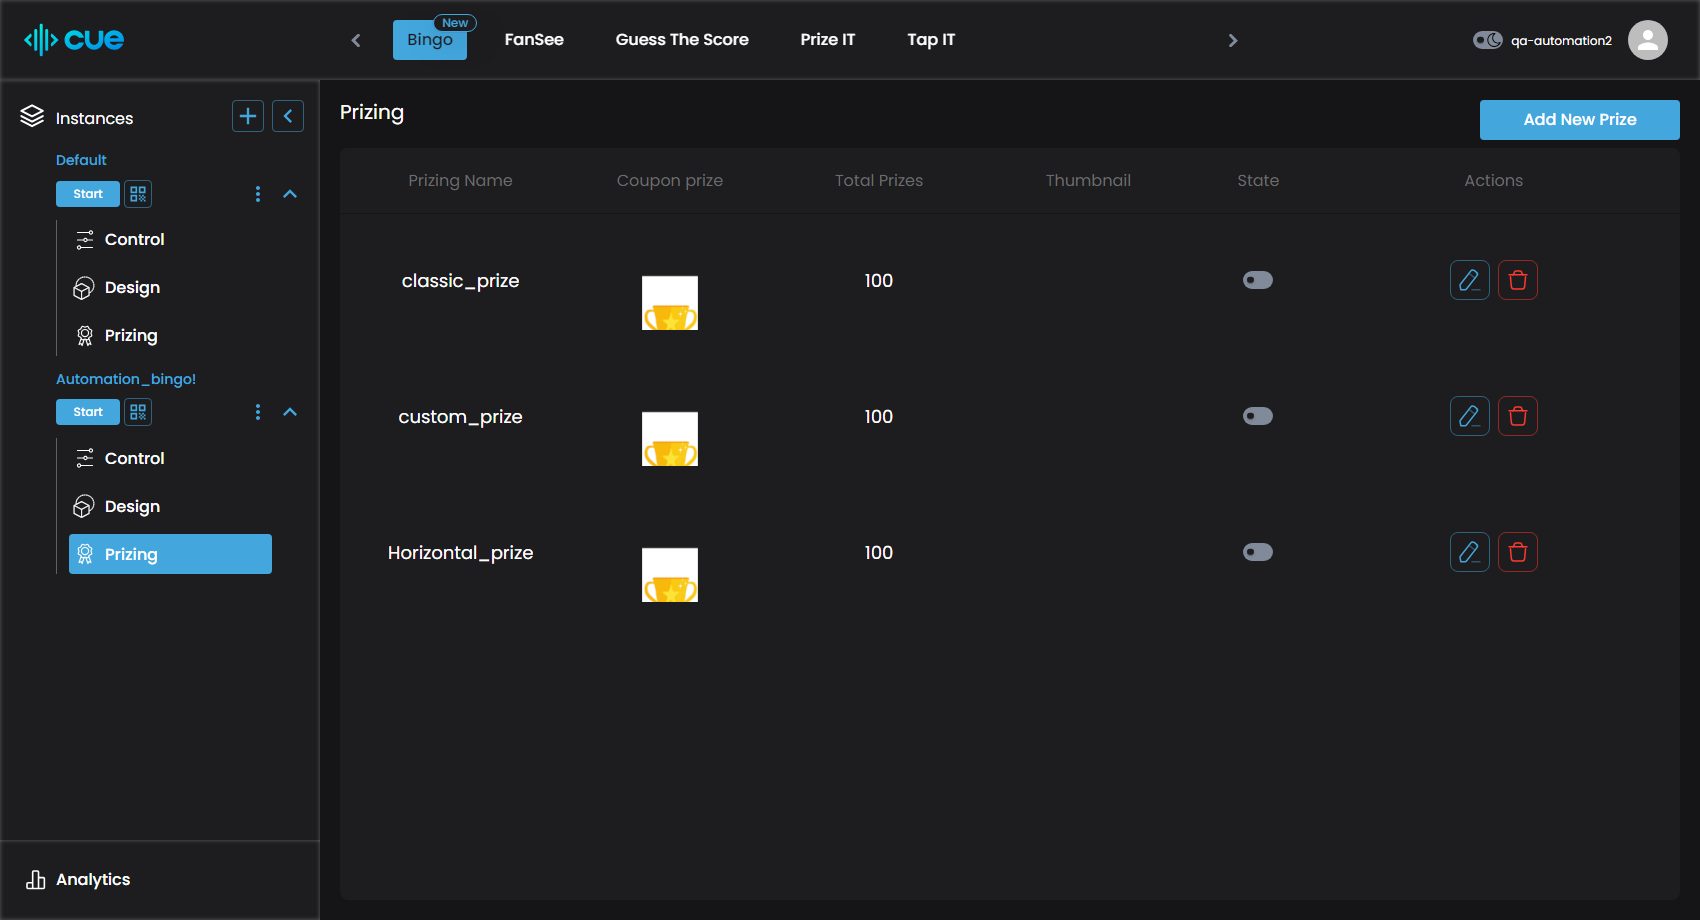 cue
Bingo
New
FanSee
Guess The Score
Prize IT
Tap IT
qa-automation2
Instances
Default
Start
Control
Design
Prizing
Automation_bingo!
Start
Control
Design
Prizing
Analytics
Prizing
Add New Prize
Prizing Name Coupon prize Total Prizes Thumbnail State Actions
classic_prize 100
custom_prize 100
Horizontal_prize 100